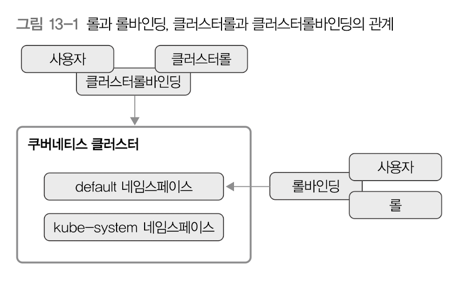 그림 13-1 롤과 롤바인딩, 클러스터롤과 클러스터롤바인딩의 관계
사용자
클러스터롤
클러스터롤바인딩
쿠버네티스 클러스터
default 네임스페이스
kube-system 네임스페이스
롤바인딩
사용자
롤